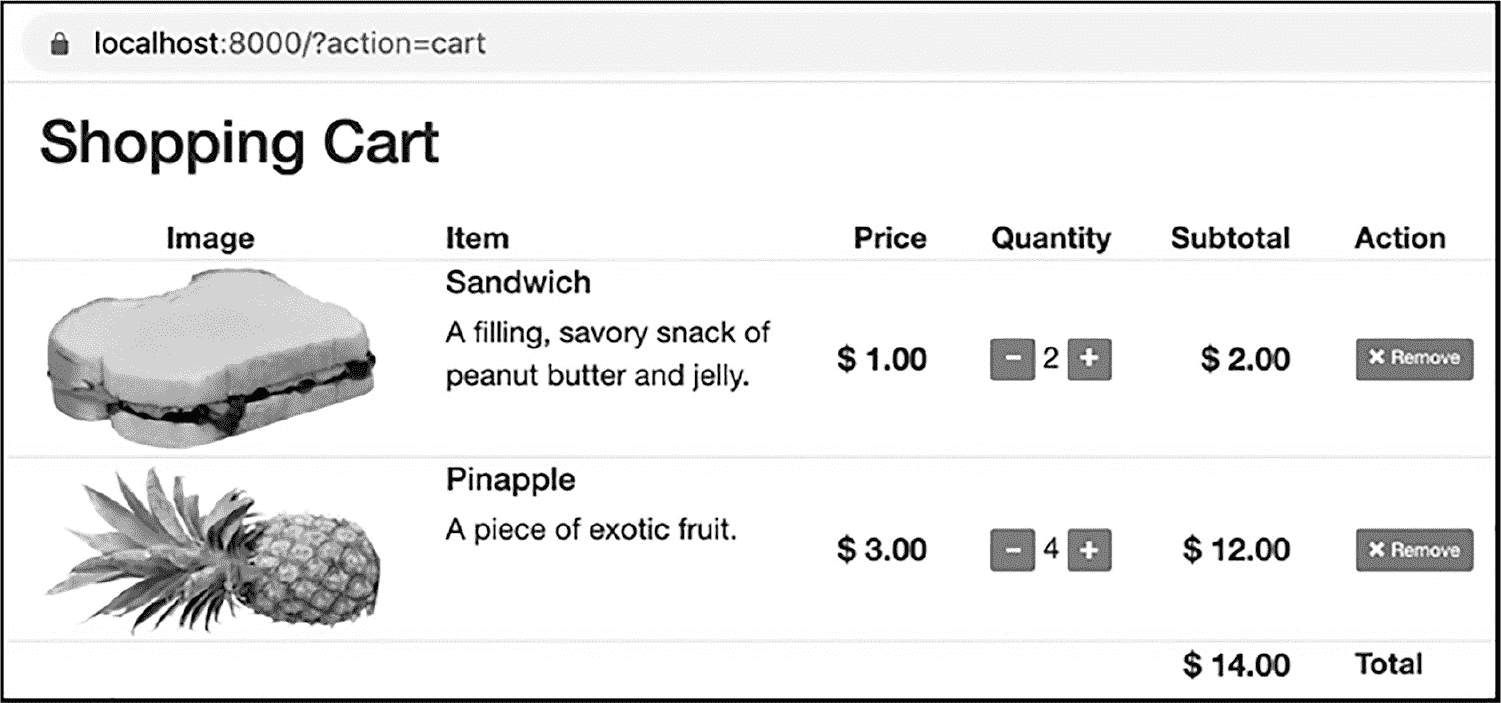 localhost:8000/?action=cart
Shopping Cart
Image Item Price Quantity Subtotal Action
Sandwich
A filling, savory snack of
peanut butter and jelly.
$ 1.00 − 2 + $ 2.00 ✖ Remove
Pinapple
A piece of exotic fruit.
$ 3.00 − 4 + $ 12.00 ✖ Remove
$ 14.00 Total